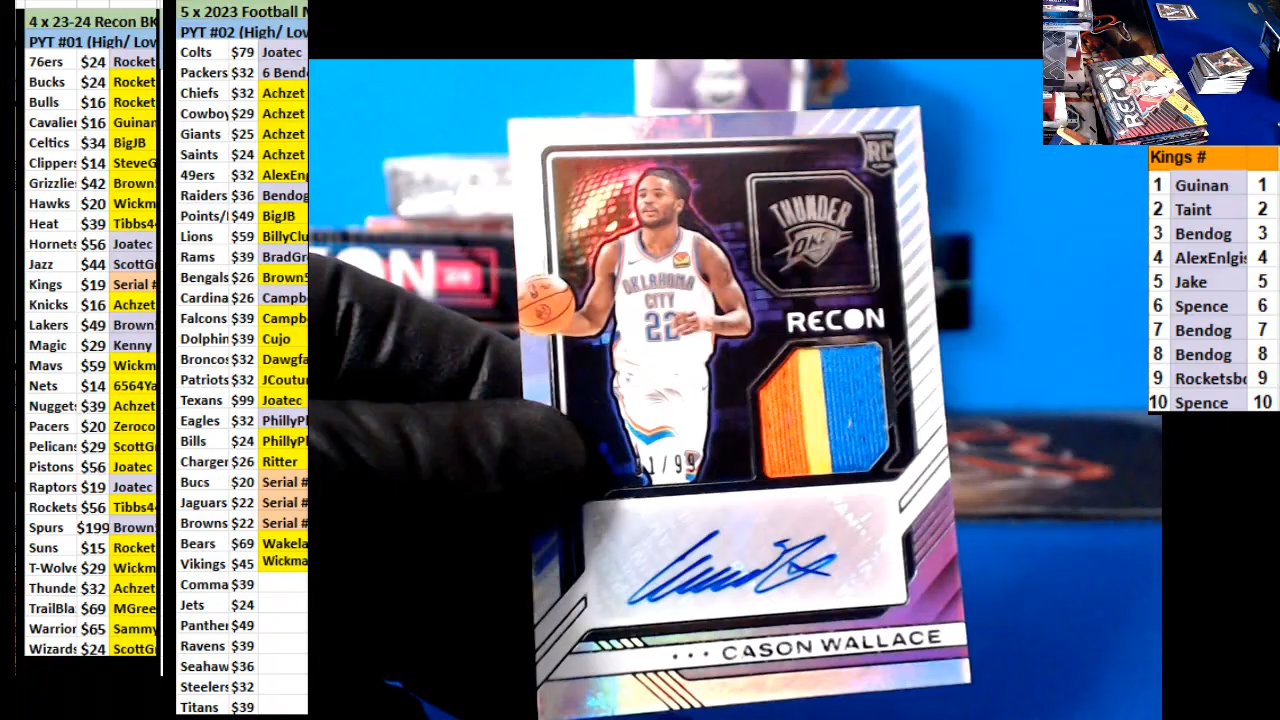 4 x 23-24 Recon BK
PYT #01 (High/ Low
76ers $24 Rocket
Bucks $24 Rocket
Bulls $16 Rocket
Cavalier $16 Guinan
Celtics $34 BigJB
Clippers $14 SteveG
Grizzlie $42 Brown
Hawks $20 Wickm
Heat $39 Tibbs4
Hornets $56 Joatec
Jazz $44 ScottGr
Kings $19 Serial #
Knicks $16 Achzet
Lakers $49 Brown
Magic $29 Kenny
Mavs $59 Wickm
Nets $14 6564Ya
Nuggets $39 Achzet
Pacers $20 Zeroco
Pelicans $29 ScottGr
Pistons $56 Joatec
Raptors $19 Joatec
Rockets $56 Tibbs4
Spurs $199 Brown
Suns $15 Rocket
T-Wolve $29 Wickm
Thunde $32 Achzet
TrailBla $69 MGree
Warrior $65 Sammy
Wizards $24 ScottGr
5 x 2023 Football
PYT #02 (High/ Low
Colts $79 Joatec
Packers $32 6 Bend
Chiefs $32 Achzet
Cowboy $29 Achzet
Giants $25 Achzet
Saints $24 Achzet
49ers $32 AlexEng
Raiders $36 Bendog
Points/ $49 BigJB
Lions $59 BillyClu
Rams $39 BradGr
Bengals $26 Brown
Cardina $26 Campb
Falcons $39 Campb
Dolphin $39 Cujo
Broncos $32 Dawgfa
Patriots $32 JCoutur
Texans $99 Joatec
Eagles $32 PhillyPh
Bills $24 PhillyPh
Charger $26 Ritter
Bucs $20 Serial #
Jaguars $22 Serial #
Browns $22 Serial #
Bears $69 Wakela
Vikings $45 Wickma
Comma $39
Jets $24
Panthe $49
Ravens $39
Seahaw $36
Steelers $32
Titans $39
RC
THUNDER
OKC
OKLAHOMA
CITY
22
RECON
/99
CASON WALLACE
RECON
Kings #
1 Guinan 1
2 Taint 2
3 Bendog 3
4 AlexEnlgis 4
5 Jake 5
6 Spence 6
7 Bendog 7
8 Bendog 8
9 Rocketsbo 9
10 Spence 10